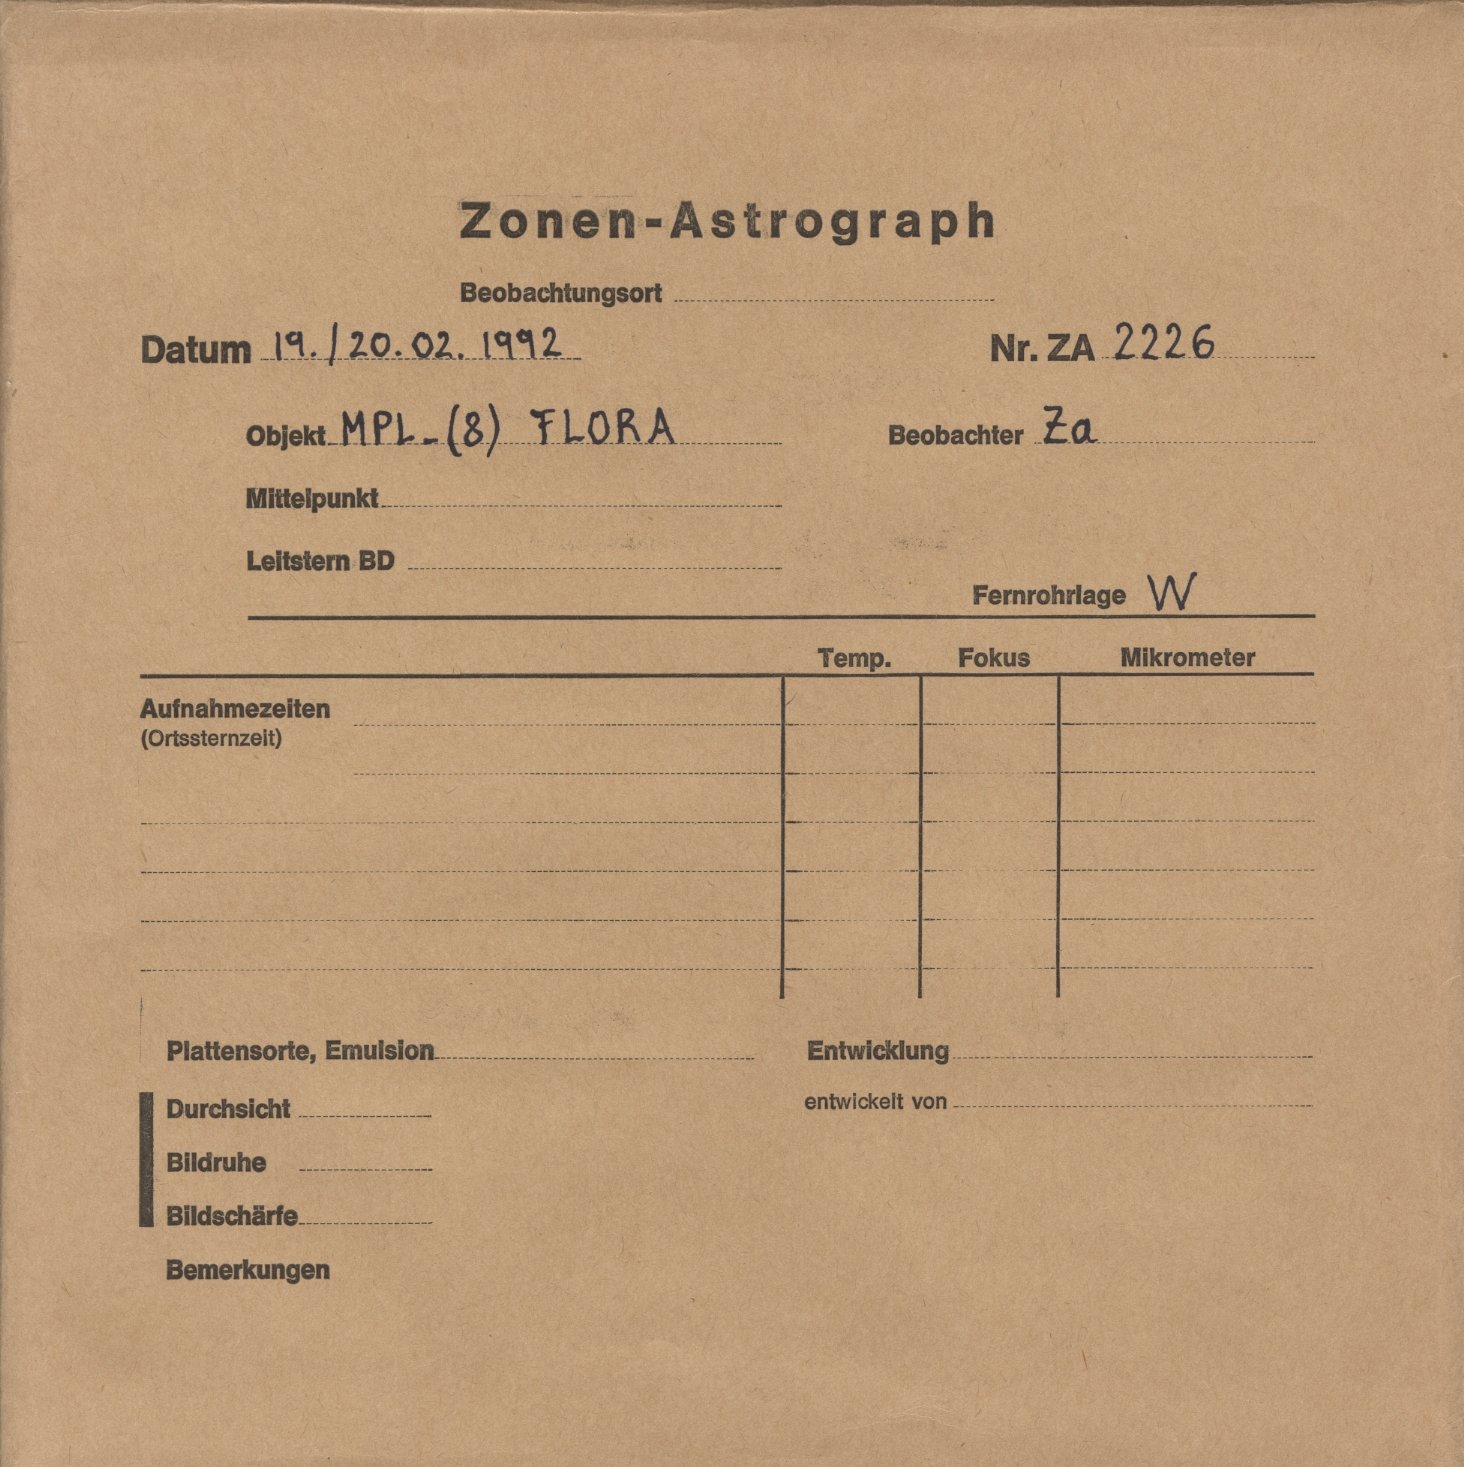 Zonen-Astrograph
Beobachtungsort
Datum 19./20.02.1992 Nr. ZA 2226
Objekt MPL-(8) FLORA Beobachter Za
Mittelpunkt
Leitstern BD
Fernrohrlage W
Temp. Fokus Mikrometer
Aufnahmezeiten
(Ortssternzeit)
Plattensorte, Emulsion Entwicklung
Durchsicht entwickelt von
Bildruhe
Bildschärfe
Bemerkungen